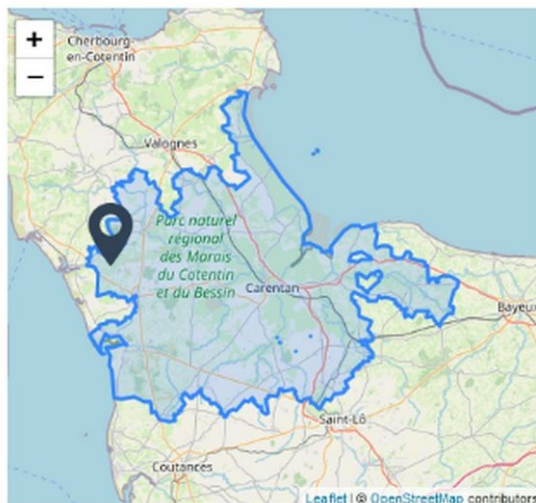 +
−
Cherbourg-
en-Cotentin
Valognes
Parc naturel
régional
des Marais
du Cotentin
et du Bessin
Carentan
Bayeux
Saint-Lô
Coutances
Leaflet | © OpenStreetMap contributors